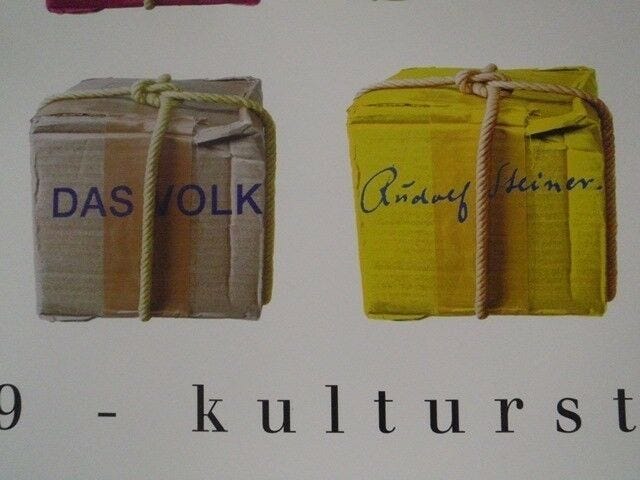 DAS VOLK
Rudolf Steiner.
9 - kulturst